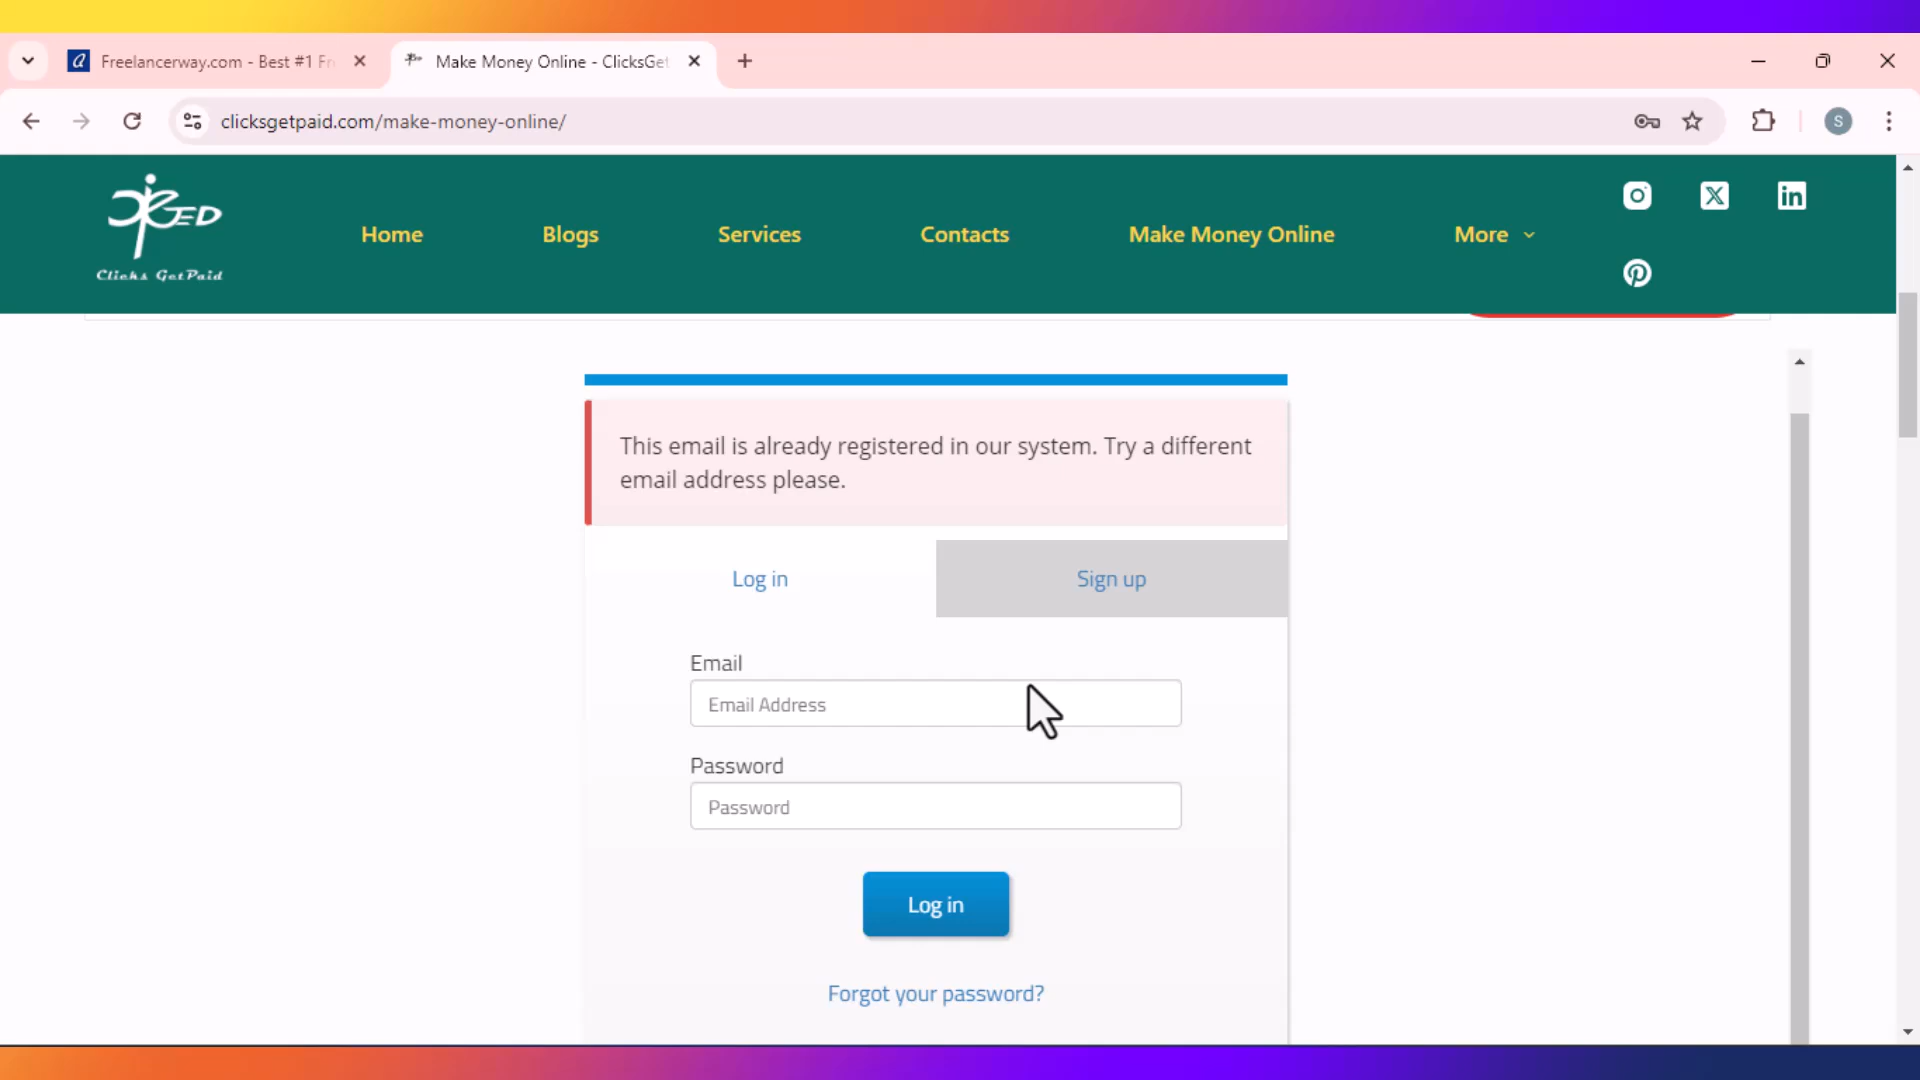 Freelancerway.com - Best #1 Fr
Make Money Online - ClicksGet
clicksgetpaid.com/make-money-online/
S
Clicks GetPaid
Home
Blogs
Services
Contacts
Make Money Online
More
This email is already registered in our system. Try a different
email address please.
Log in
Sign up
Email
Email Address
Password
Password
Log in
Forgot your password?